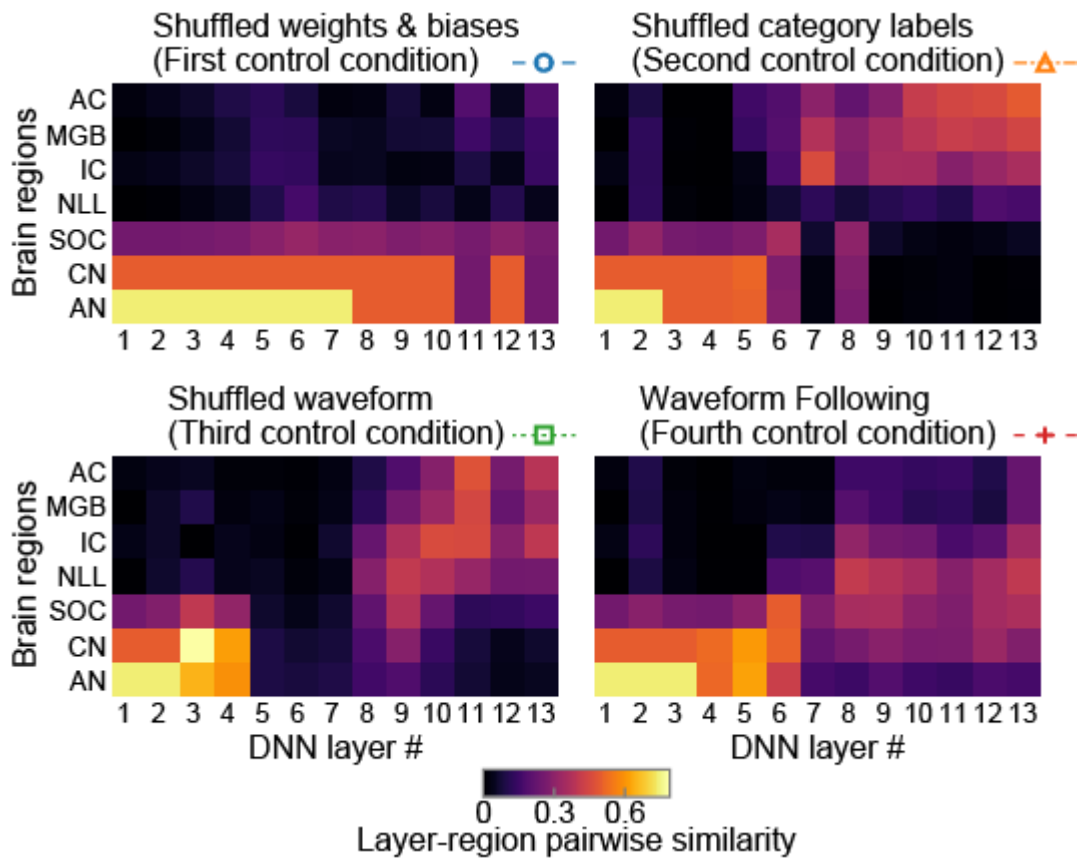 Shuffled weights & biases
(First control condition)
Shuffled category labels
(Second control condition)
Brain regions
AC
MGB
IC
NLL
SOC
CN
AN
1 2 3 4 5 6 7 8 9 10 11 12 13
1 2 3 4 5 6 7 8 9 10 11 12 13
Shuffled waveform
(Third control condition)
Waveform Following
(Fourth control condition)
Brain regions
AC
MGB
IC
NLL
SOC
CN
AN
1 2 3 4 5 6 7 8 9 10 11 12 13
DNN layer #
1 2 3 4 5 6 7 8 9 10 11 12 13
DNN layer #
0 0.3 0.6
Layer-region pairwise similarity